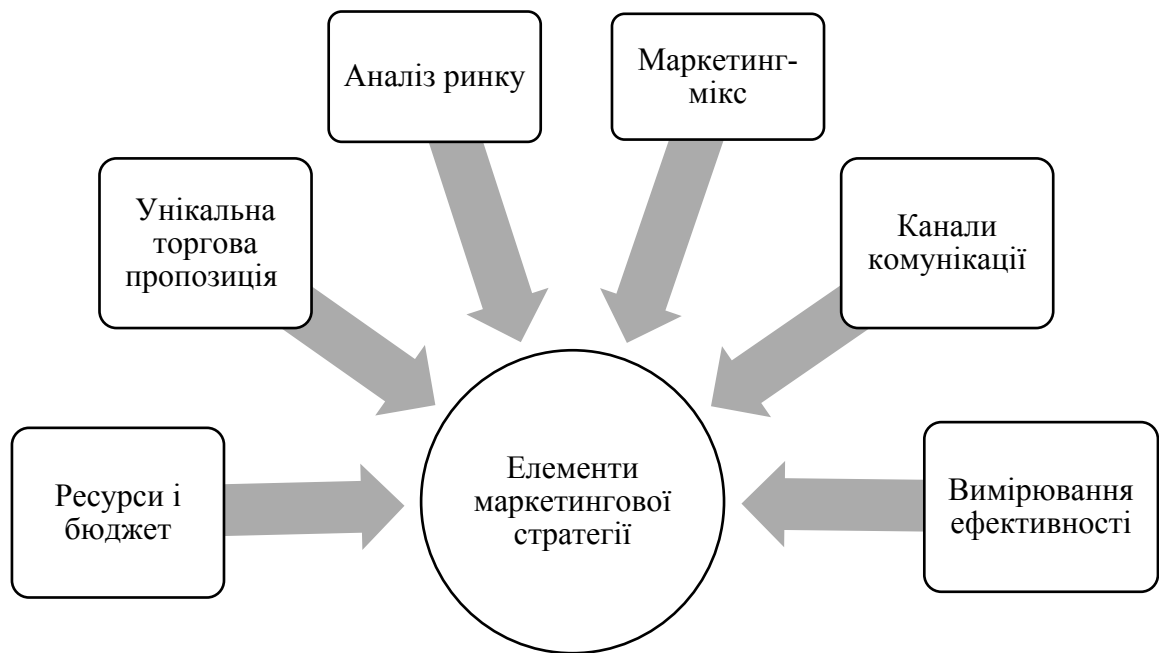 Аналіз ринку
Маркетинг-
мікс
Унікальна
торгова
пропозиція
Канали
комунікації
Ресурси і
бюджет
Елементи
маркетингової
стратегії
Вимірювання
ефективності